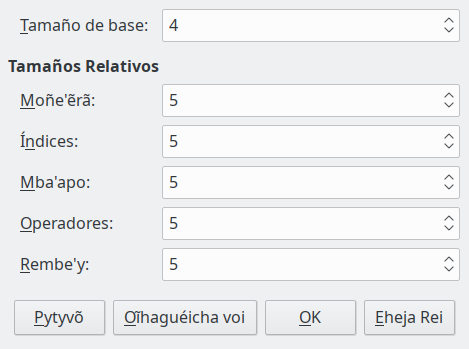 Tamaño de base: 4
Tamaños Relativos
Moñe'ẽrã: 5
Índices: 5
Mba'apo: 5
Operadores: 5
Rembe'y: 5
Pytyvõ Oĩhaguéicha voi OK Eheja Rei